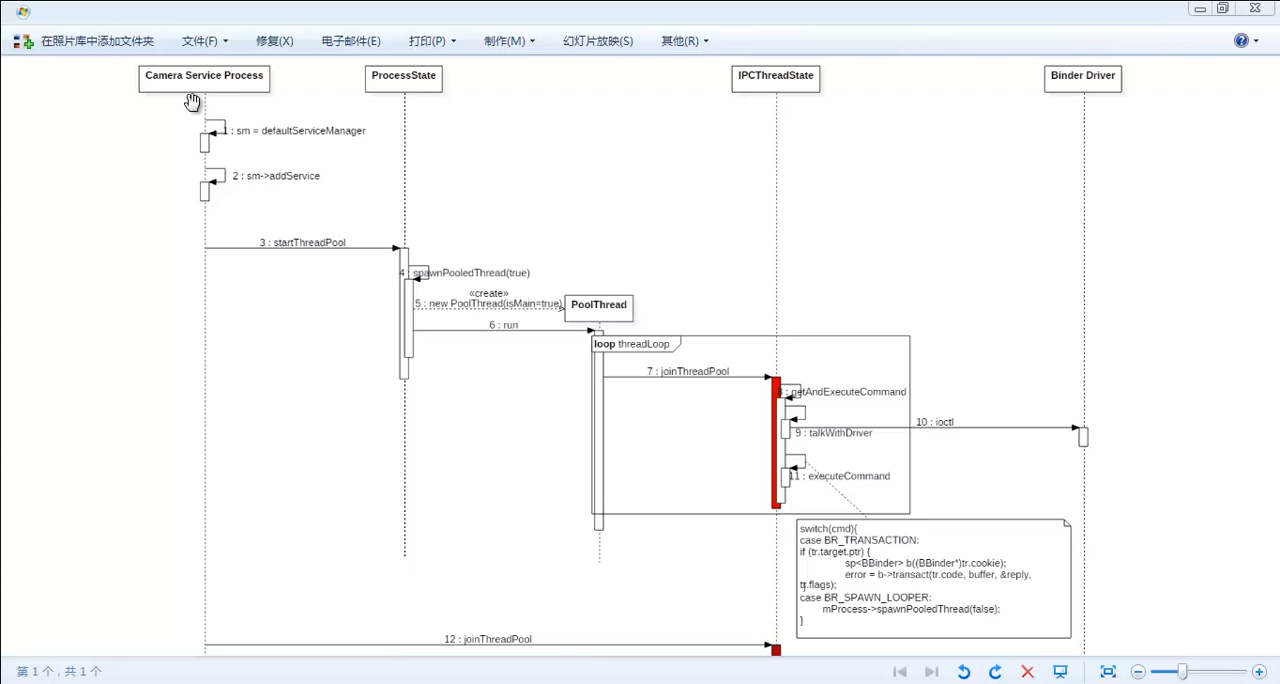 在照片库中添加文件夹 文件(F) 修复(X) 电子邮件(E) 打印(P) 制作(M) 幻灯片放映(S) 其他(R)
Camera Service Process ProcessState IPCThreadState Binder Driver
1 : sm = defaultServiceManager
2 : sm->addService
3 : startThreadPool
4 : spawnPooledThread(true)
«create»
5 : new PoolThread(isMain=true)
PoolThread
6 : run
loop threadLoop
7 : joinThreadPool
8 : getAndExecuteCommand
10 : ioctl
9 : talkWithDriver
11 : executeCommand
switch(cmd){
case BR_TRANSACTION:
if (tr.target.ptr) {
sp<BBinder> b((BBinder*)tr.cookie);
error = b->transact(tr.code, buffer, &reply,
tr.flags);
case BR_SPAWN_LOOPER:
mProcess->spawnPooledThread(false);
}
12 : joinThreadPool
第 1 个，共 1 个